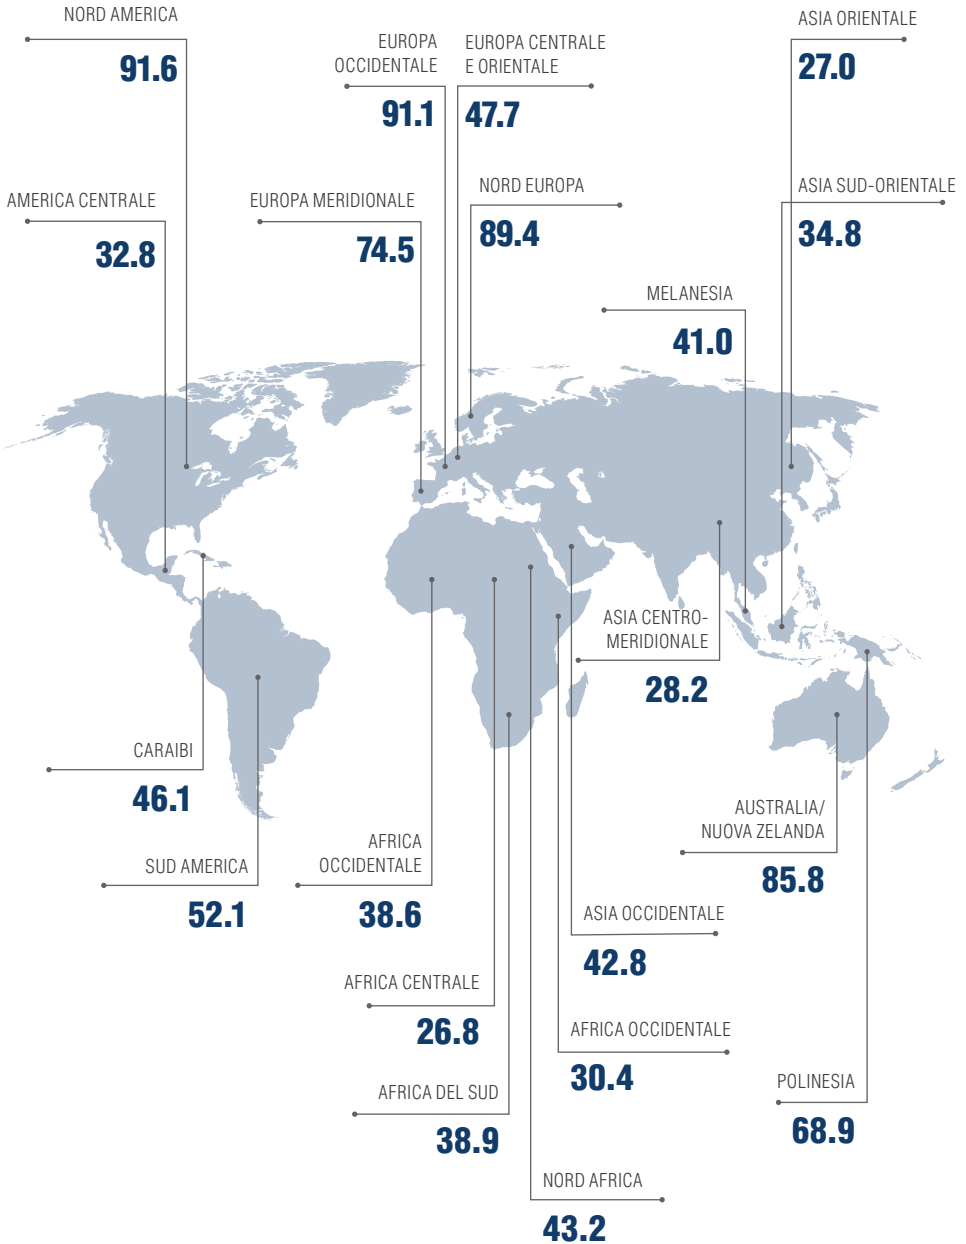 NORD AMERICA
91.6
EUROPA
OCCIDENTALE
91.1
EUROPA CENTRALE
E ORIENTALE
47.7
ASIA ORIENTALE
27.0
AMERICA CENTRALE
32.8
EUROPA MERIDIONALE
74.5
NORD EUROPA
89.4
ASIA SUD-ORIENTALE
34.8
MELANESIA
41.0
ASIA CENTRO-
MERIDIONALE
28.2
CARAIBI
46.1
SUD AMERICA
52.1
AFRICA
OCCIDENTALE
38.6
AUSTRALIA/
NUOVA ZELANDA
85.8
ASIA OCCIDENTALE
42.8
AFRICA CENTRALE
26.8
AFRICA OCCIDENTALE
30.4
AFRICA DEL SUD
38.9
POLINESIA
68.9
NORD AFRICA
43.2